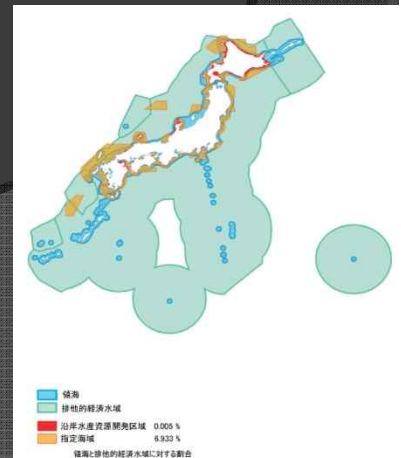 領海
排他的経済水域
沿岸水産資源開発区域 0.005 %
指定海域 6.933 %
領海と排他的経済水域に対する割合